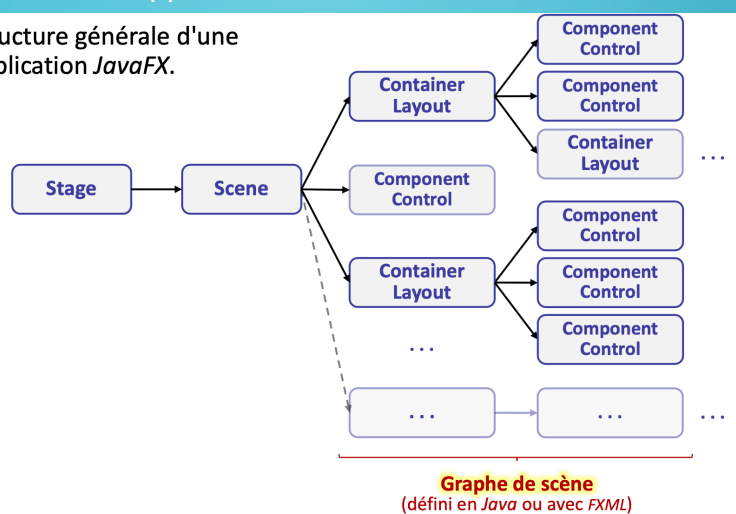 ucture générale d'une
plication JavaFX.
Stage
Scene
Container
Layout
Component
Control
Container
Layout
...
...
Component
Control
Component
Control
Container
Layout
...
Component
Control
Component
Control
Component
Control
...
...
Graphe de scène
(défini en Java ou avec FXML)